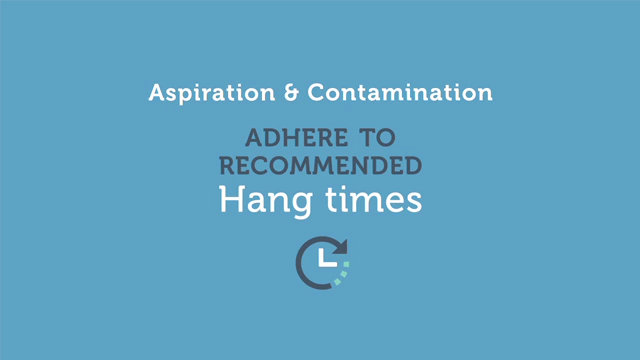 Aspiration & Contamination
ADHERE TO
RECOMMENDED
Hang times